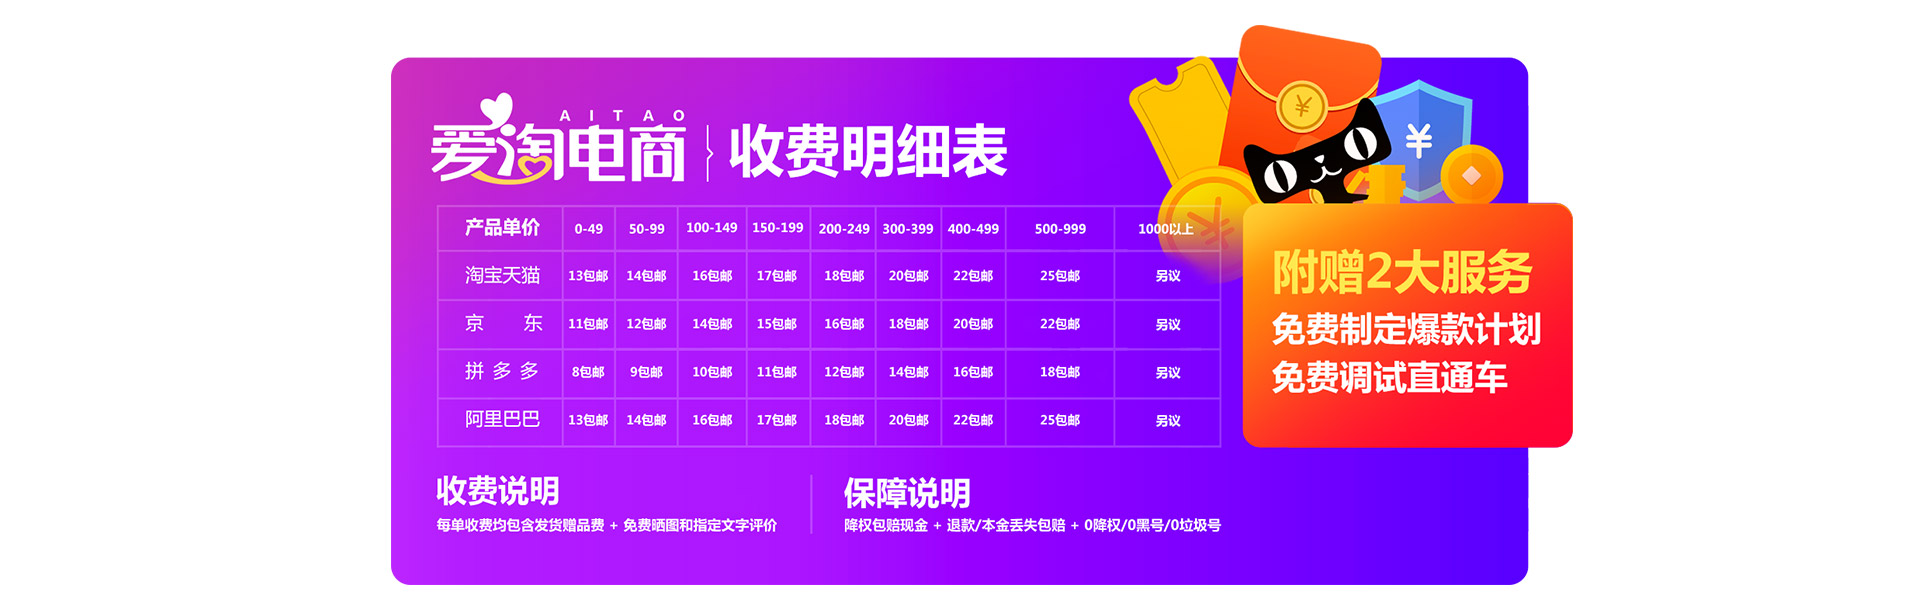 AITAO
爱淘电商 收费明细表
产品单价 0-49 50-99 100-149 150-199 200-249 300-399 400-499 500-999 1000以上
淘宝天猫 13包邮 14包邮 16包邮 17包邮 18包邮 20包邮 22包邮 25包邮 另议
京 东 11包邮 12包邮 14包邮 15包邮 16包邮 18包邮 20包邮 22包邮 另议
拼多多 8包邮 9包邮 10包邮 11包邮 12包邮 14包邮 16包邮 18包邮 另议
阿里巴巴 13包邮 14包邮 16包邮 17包邮 18包邮 20包邮 22包邮 25包邮 另议
附赠2大服务
免费制定爆款计划
免费调试直通车
收费说明
每单收费均包含发货赠品费 + 免费晒图和指定文字评价
保障说明
降权包赔现金 + 退款/本金丢失包赔 + 0降权/0黑号/0垃圾号